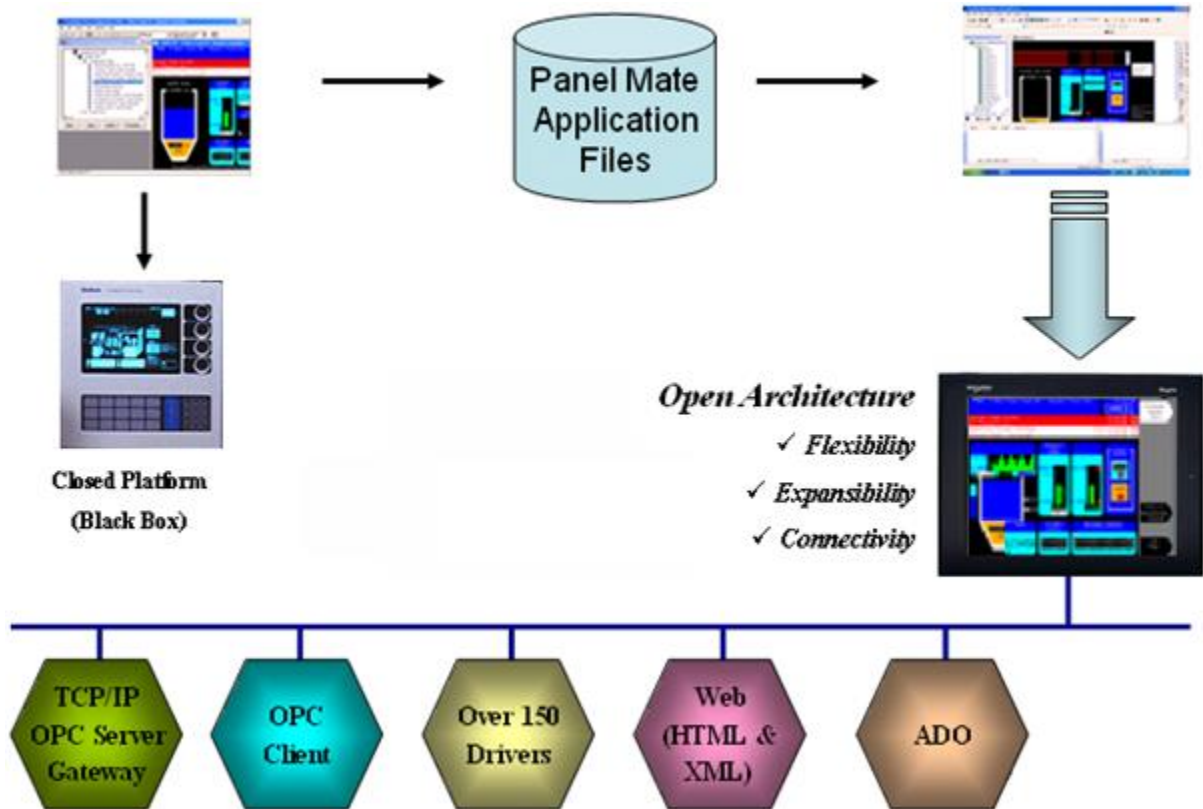 Panel Mate
Application
Files
Closed Platform
(Black Box)
Open Architecture
✓ Flexibility
✓ Expansibility
✓ Connectivity
TCP/IP
OPC Server
Gateway
OPC
Client
Over 150
Drivers
Web
(HTML &
XML)
ADO